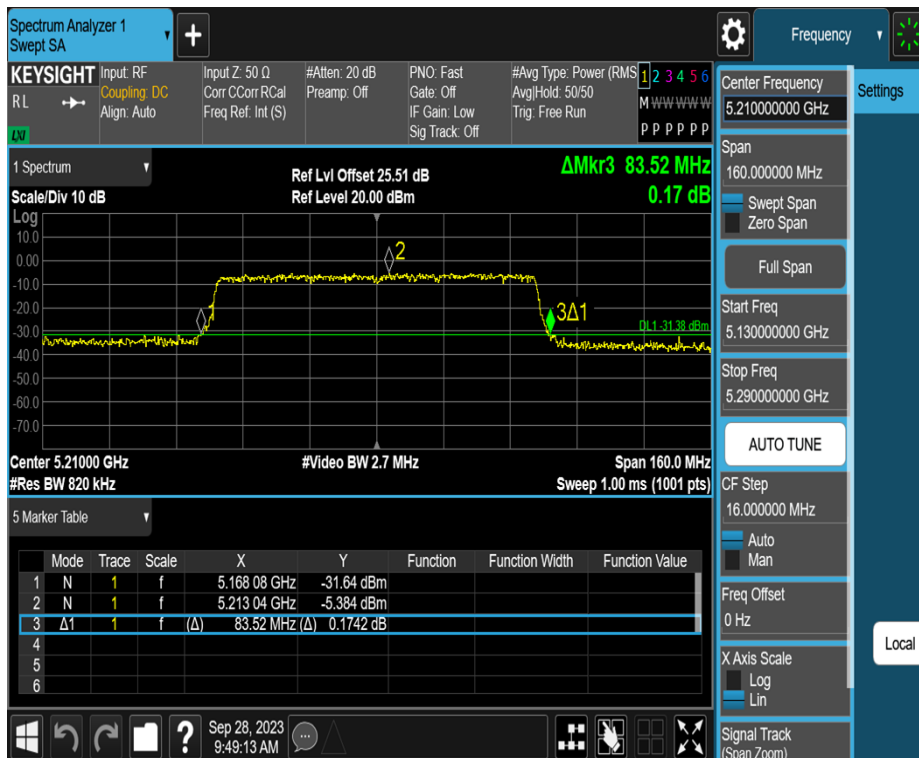 Spectrum Analyzer 1
Swept SA
+
Frequency
KEYSIGHT
RL
LXI
Input: RF
Coupling: DC
Align: Auto
Input Z: 50 Ω
Corr CCorr RCal
Freq Ref: Int (S)
#Atten: 20 dB
Preamp: Off
PNO: Fast
Gate: Off
IF Gain: Low
Sig Track: Off
#Avg Type: Power (RMS
Avg|Hold: 50/50
Trig: Free Run
1 2 3 4 5 6
M W W W W W
P P P P P P
1 Spectrum
Scale/Div 10 dB
Ref Lvl Offset 25.51 dB
Ref Level 20.00 dBm
ΔMkr3 83.52 MHz
0.17 dB
Log
10.0
0.00
-10.0
-20.0
-30.0
-40.0
-50.0
-60.0
-70.0
1
2
3Δ1
DL1 -31.38 dBm
Center 5.21000 GHz
#Video BW 2.7 MHz
Span 160.0 MHz
#Res BW 820 kHz
Sweep 1.00 ms (1001 pts)
5 Marker Table
Mode Trace Scale X Y Function Function Width Function Value
1 N 1 f 5.168 08 GHz -31.64 dBm
2 N 1 f 5.213 04 GHz -5.384 dBm
3 Δ1 1 f (Δ) 83.52 MHz (Δ) 0.1742 dB
4
5
6
?
Sep 28, 2023
9:49:13 AM
Center Frequency
5.210000000 GHz
Settings
Span
160.000000 MHz
Swept Span
Zero Span
Full Span
Start Freq
5.130000000 GHz
Stop Freq
5.290000000 GHz
AUTO TUNE
CF Step
16.000000 MHz
Auto
Man
Freq Offset
0 Hz
Local
X Axis Scale
Log
Lin
Signal Track
(Span Zoom)